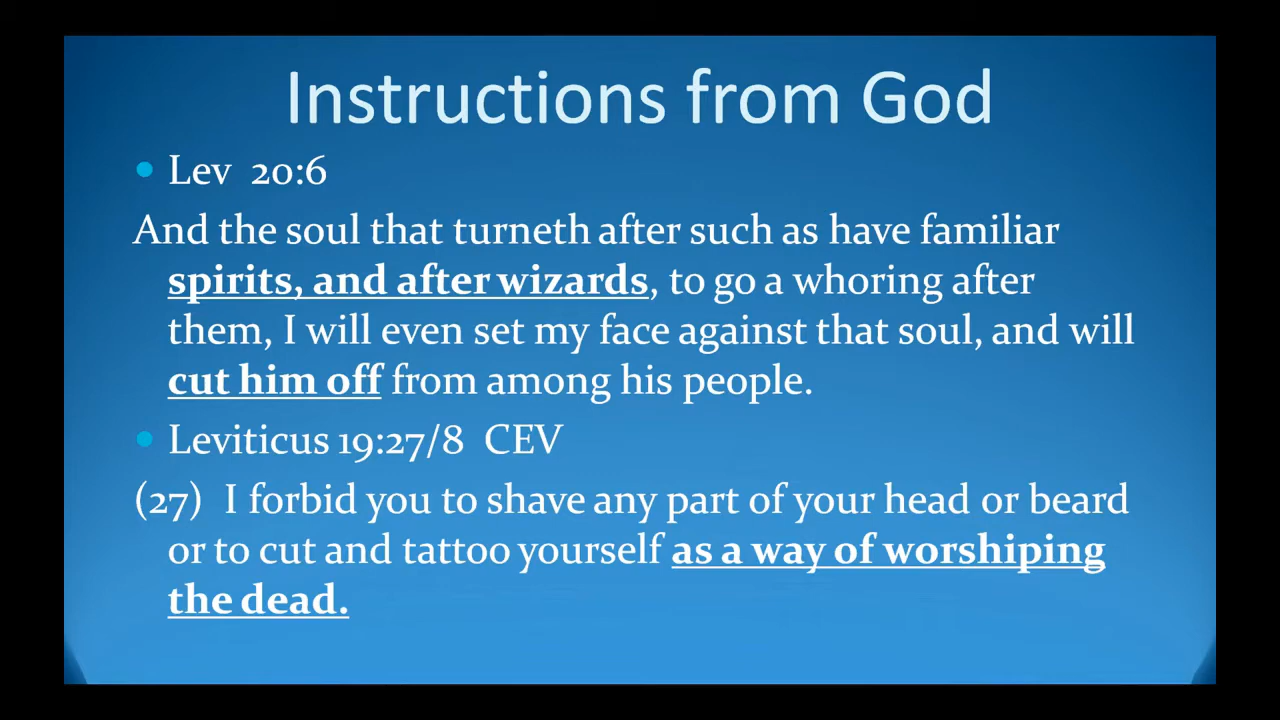 Instructions from God
Lev 20:6
And the soul that turneth after such as have familiar
spirits, and after wizards, to go a whoring after
them, I will even set my face against that soul, and will
cut him off from among his people.
Leviticus 19:27/8 CEV
(27) I forbid you to shave any part of your head or beard
or to cut and tattoo yourself as a way of worshiping
the dead.